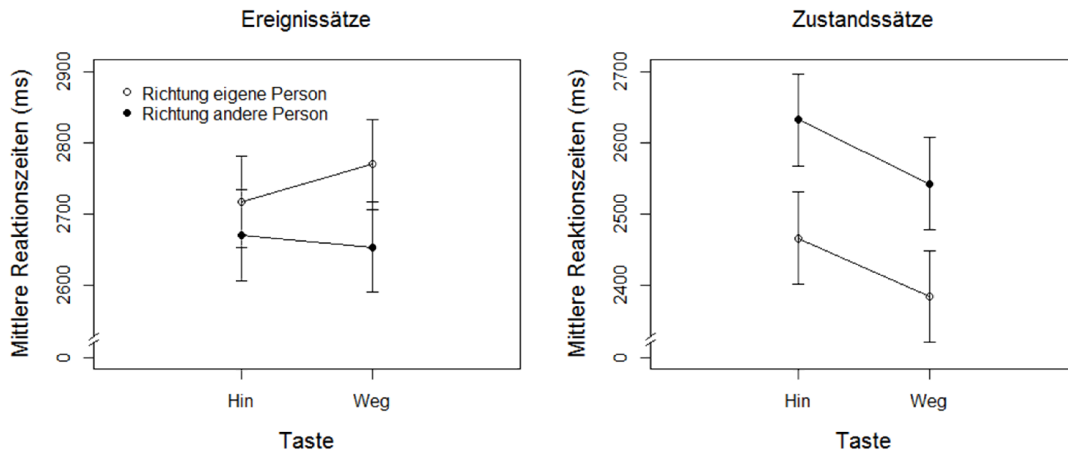 Ereignissätze
Mittlere Reaktionszeiten (ms)
2900
2800
2700
2600
0
Richtung eigene Person
Richtung andere Person
Hin
Weg
Taste
Zustandssätze
Mittlere Reaktionszeiten (ms)
2700
2600
2500
2400
0
Hin
Weg
Taste